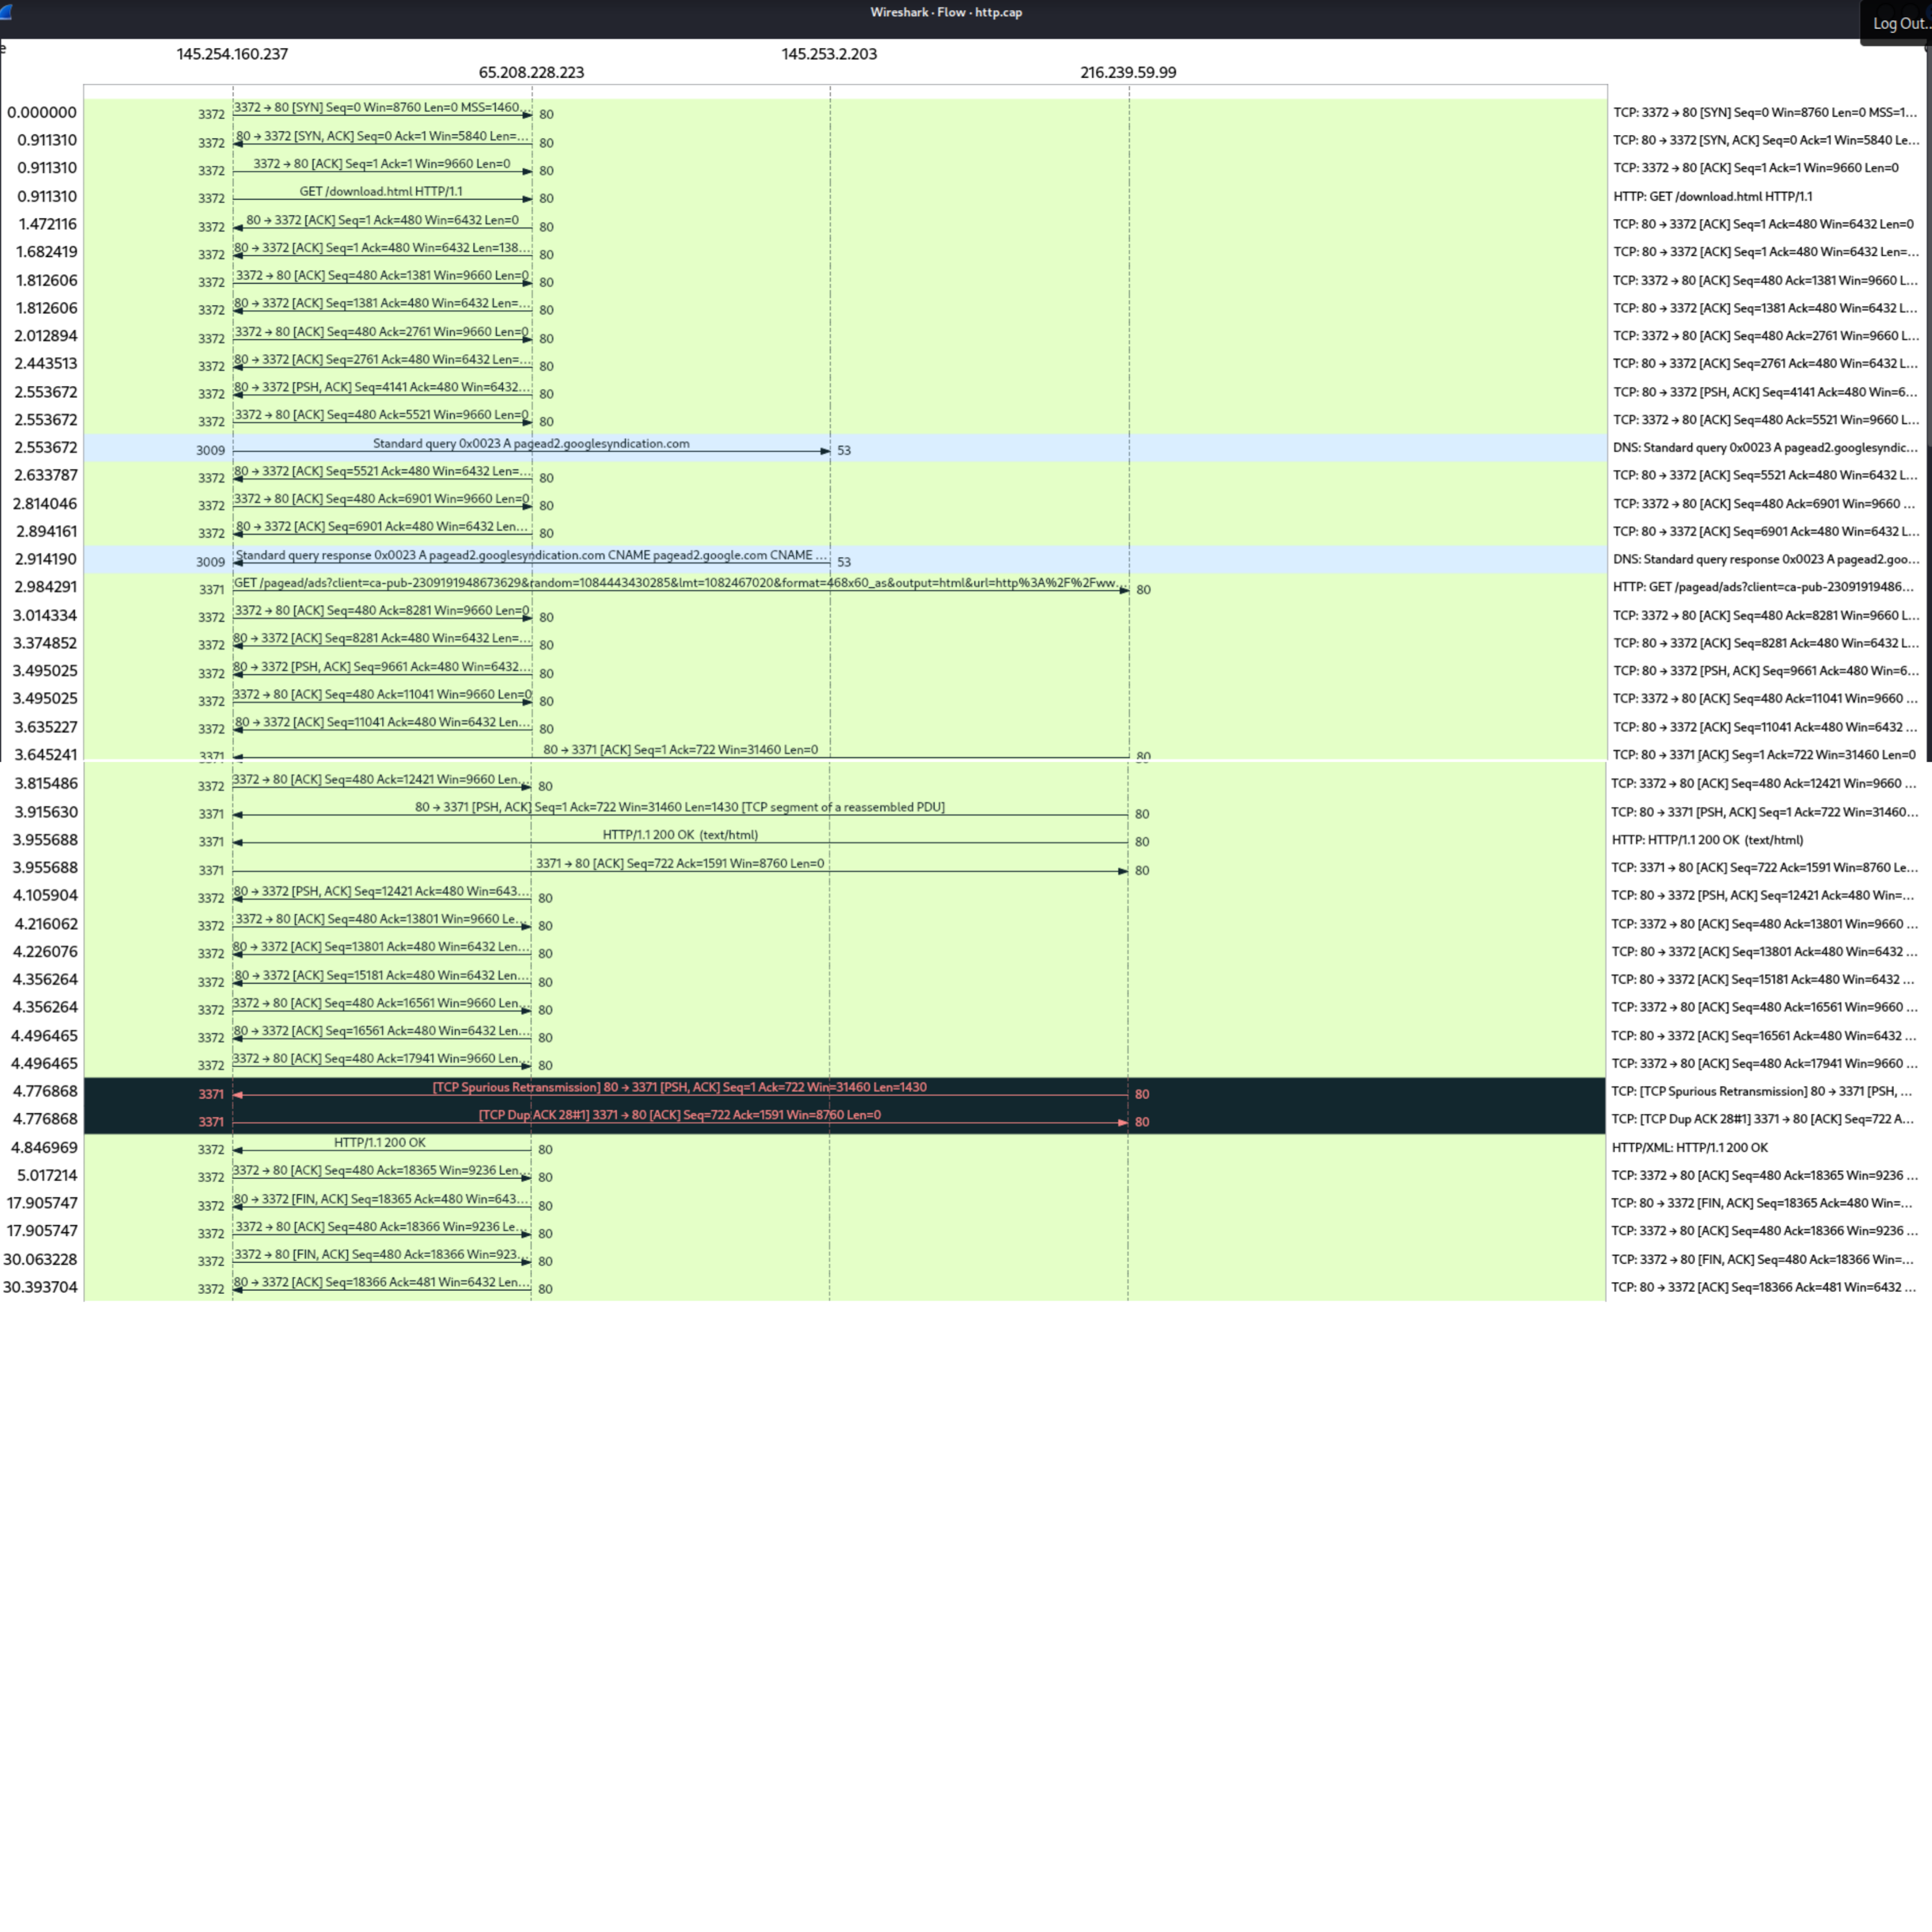 Wireshark · Flow · http.cap
Log Out...
e
145.254.160.237 145.253.2.203
65.208.228.223 216.239.59.99
0.000000 3372 3372 → 80 [SYN] Seq=0 Win=8760 Len=0 MSS=1460... 80 TCP: 3372 → 80 [SYN] Seq=0 Win=8760 Len=0 MSS=1...
0.911310 3372 80 → 3372 [SYN, ACK] Seq=0 Ack=1 Win=5840 Len=... 80 TCP: 80 → 3372 [SYN, ACK] Seq=0 Ack=1 Win=5840 Le...
0.911310 3372 3372 → 80 [ACK] Seq=1 Ack=1 Win=9660 Len=0 80 TCP: 3372 → 80 [ACK] Seq=1 Ack=1 Win=9660 Len=0
0.911310 3372 GET /download.html HTTP/1.1 80 HTTP: GET /download.html HTTP/1.1
1.472116 3372 80 → 3372 [ACK] Seq=1 Ack=480 Win=6432 Len=0 80 TCP: 80 → 3372 [ACK] Seq=1 Ack=480 Win=6432 Len=0
1.682419 3372 80 → 3372 [ACK] Seq=1 Ack=480 Win=6432 Len=138... 80 TCP: 80 → 3372 [ACK] Seq=1 Ack=480 Win=6432 Len=...
1.812606 3372 3372 → 80 [ACK] Seq=480 Ack=1381 Win=9660 Len=0 80 TCP: 3372 → 80 [ACK] Seq=480 Ack=1381 Win=9660 L...
1.812606 3372 80 → 3372 [ACK] Seq=1381 Ack=480 Win=6432 Len=... 80 TCP: 80 → 3372 [ACK] Seq=1381 Ack=480 Win=6432 L...
2.012894 3372 3372 → 80 [ACK] Seq=480 Ack=2761 Win=9660 Len=0 80 TCP: 3372 → 80 [ACK] Seq=480 Ack=2761 Win=9660 L...
2.443513 3372 80 → 3372 [ACK] Seq=2761 Ack=480 Win=6432 Len=... 80 TCP: 80 → 3372 [ACK] Seq=2761 Ack=480 Win=6432 L...
2.553672 3372 80 → 3372 [PSH, ACK] Seq=4141 Ack=480 Win=6432... 80 TCP: 80 → 3372 [PSH, ACK] Seq=4141 Ack=480 Win=6...
2.553672 3372 3372 → 80 [ACK] Seq=480 Ack=5521 Win=9660 Len=0 80 TCP: 3372 → 80 [ACK] Seq=480 Ack=5521 Win=9660 L...
2.553672 3009 Standard query 0x0023 A pagead2.googlesyndication.com 53 DNS: Standard query 0x0023 A pagead2.googlesyndic...
2.633787 3372 80 → 3372 [ACK] Seq=5521 Ack=480 Win=6432 Len=... 80 TCP: 80 → 3372 [ACK] Seq=5521 Ack=480 Win=6432 L...
2.814046 3372 3372 → 80 [ACK] Seq=480 Ack=6901 Win=9660 Len=0 80 TCP: 3372 → 80 [ACK] Seq=480 Ack=6901 Win=9660 ...
2.894161 3372 80 → 3372 [ACK] Seq=6901 Ack=480 Win=6432 Len... 80 TCP: 80 → 3372 [ACK] Seq=6901 Ack=480 Win=6432 L...
2.914190 3009 Standard query response 0x0023 A pagead2.googlesyndication.com CNAME pagead2.google.com CNAME ... 53 DNS: Standard query response 0x0023 A pagead2.goo...
2.984291 3371 GET /pagead/ads?client=ca-pub-2309191948673629&random=1084443430285&lmt=1082467020&format=468x60_as&output=html&url=http%3A%2F%2Fww... 80 HTTP: GET /pagead/ads?client=ca-pub-23091919486...
3.014334 3372 3372 → 80 [ACK] Seq=480 Ack=8281 Win=9660 Len=0 80 TCP: 3372 → 80 [ACK] Seq=480 Ack=8281 Win=9660 L...
3.374852 3372 80 → 3372 [ACK] Seq=8281 Ack=480 Win=6432 Len=... 80 TCP: 80 → 3372 [ACK] Seq=8281 Ack=480 Win=6432 L...
3.495025 3372 80 → 3372 [PSH, ACK] Seq=9661 Ack=480 Win=6432... 80 TCP: 80 → 3372 [PSH, ACK] Seq=9661 Ack=480 Win=6...
3.495025 3372 3372 → 80 [ACK] Seq=480 Ack=11041 Win=9660 Len=0 80 TCP: 3372 → 80 [ACK] Seq=480 Ack=11041 Win=9660 ...
3.635227 3372 80 → 3372 [ACK] Seq=11041 Ack=480 Win=6432 Len... 80 TCP: 80 → 3372 [ACK] Seq=11041 Ack=480 Win=6432 ...
3.645241 3371 80 → 3371 [ACK] Seq=1 Ack=722 Win=31460 Len=0 80 TCP: 80 → 3371 [ACK] Seq=1 Ack=722 Win=31460 Len=0
3.815486 3372 3372 → 80 [ACK] Seq=480 Ack=12421 Win=9660 Len... 80 TCP: 3372 → 80 [ACK] Seq=480 Ack=12421 Win=9660 ...
3.915630 3371 80 → 3371 [PSH, ACK] Seq=1 Ack=722 Win=31460 Len=1430 [TCP segment of a reassembled PDU] 80 TCP: 80 → 3371 [PSH, ACK] Seq=1 Ack=722 Win=31460...
3.955688 3371 HTTP/1.1 200 OK (text/html) 80 HTTP: HTTP/1.1 200 OK (text/html)
3.955688 3371 3371 → 80 [ACK] Seq=722 Ack=1591 Win=8760 Len=0 80 TCP: 3371 → 80 [ACK] Seq=722 Ack=1591 Win=8760 Le...
4.105904 3372 80 → 3372 [PSH, ACK] Seq=12421 Ack=480 Win=643... 80 TCP: 80 → 3372 [PSH, ACK] Seq=12421 Ack=480 Win=...
4.216062 3372 3372 → 80 [ACK] Seq=480 Ack=13801 Win=9660 Le... 80 TCP: 3372 → 80 [ACK] Seq=480 Ack=13801 Win=9660 ...
4.226076 3372 80 → 3372 [ACK] Seq=13801 Ack=480 Win=6432 Len... 80 TCP: 80 → 3372 [ACK] Seq=13801 Ack=480 Win=6432 ...
4.356264 3372 80 → 3372 [ACK] Seq=15181 Ack=480 Win=6432 Len... 80 TCP: 80 → 3372 [ACK] Seq=15181 Ack=480 Win=6432 ...
4.356264 3372 3372 → 80 [ACK] Seq=480 Ack=16561 Win=9660 Len... 80 TCP: 3372 → 80 [ACK] Seq=480 Ack=16561 Win=9660 ...
4.496465 3372 80 → 3372 [ACK] Seq=16561 Ack=480 Win=6432 Len... 80 TCP: 80 → 3372 [ACK] Seq=16561 Ack=480 Win=6432 ...
4.496465 3372 3372 → 80 [ACK] Seq=480 Ack=17941 Win=9660 Len... 80 TCP: 3372 → 80 [ACK] Seq=480 Ack=17941 Win=9660 ...
4.776868 3371 [TCP Spurious Retransmission] 80 → 3371 [PSH, ACK] Seq=1 Ack=722 Win=31460 Len=1430 80 TCP: [TCP Spurious Retransmission] 80 → 3371 [PSH, ...
4.776868 3371 [TCP Dup ACK 28#1] 3371 → 80 [ACK] Seq=722 Ack=1591 Win=8760 Len=0 80 TCP: [TCP Dup ACK 28#1] 3371 → 80 [ACK] Seq=722 A...
4.846969 3372 HTTP/1.1 200 OK 80 HTTP/XML: HTTP/1.1 200 OK
5.017214 3372 3372 → 80 [ACK] Seq=480 Ack=18365 Win=9236 Len... 80 TCP: 3372 → 80 [ACK] Seq=480 Ack=18365 Win=9236 ...
17.905747 3372 80 → 3372 [FIN, ACK] Seq=18365 Ack=480 Win=643... 80 TCP: 80 → 3372 [FIN, ACK] Seq=18365 Ack=480 Win=...
17.905747 3372 3372 → 80 [ACK] Seq=480 Ack=18366 Win=9236 Le... 80 TCP: 3372 → 80 [ACK] Seq=480 Ack=18366 Win=9236 ...
30.063228 3372 3372 → 80 [FIN, ACK] Seq=480 Ack=18366 Win=923... 80 TCP: 3372 → 80 [FIN, ACK] Seq=480 Ack=18366 Win=...
30.393704 3372 80 → 3372 [ACK] Seq=18366 Ack=481 Win=6432 Len... 80 TCP: 80 → 3372 [ACK] Seq=18366 Ack=481 Win=6432 ...